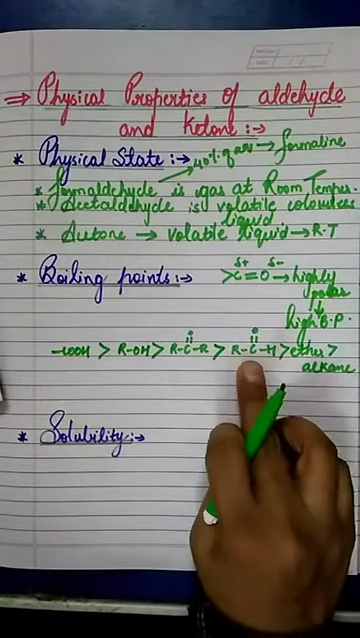 ⇒ Physical Properties of aldehyde
and Ketone :→
* Physical State :→ 40% aq → formaline
* Formaldehyde is gas at Room Temper.
* Acetaldehyde is volatile colourless
liquid
* Acetone → volatile liquid → R.T
* Boiling points :→ >C=O → highly
δ+ δ-
polar
↓
high B.P.
-COOH > R-OH > R-C-R > R-C-H > ether >
alkane
* Solubility :→